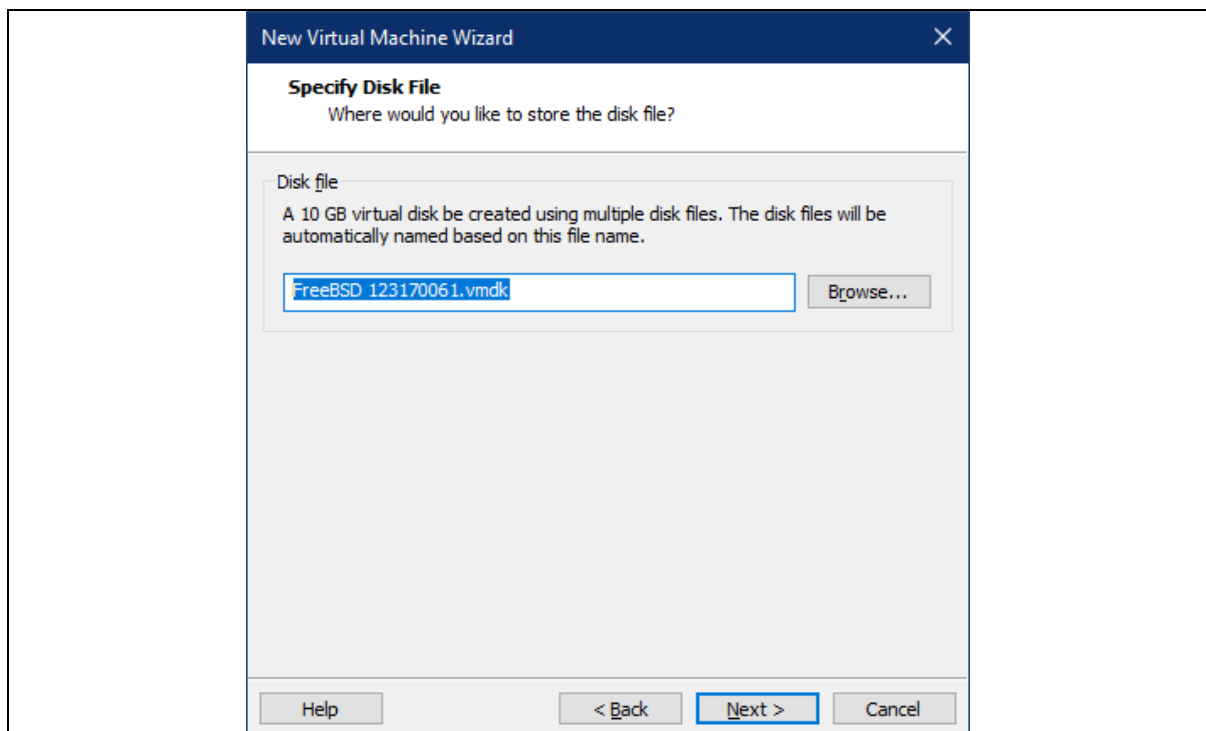 New Virtual Machine Wizard
Specify Disk File
Where would you like to store the disk file?
Disk file
A 10 GB virtual disk be created using multiple disk files. The disk files will be
automatically named based on this file name.
FreeBSD 123170061.vmdk
Browse...
Help
< Back
Next >
Cancel